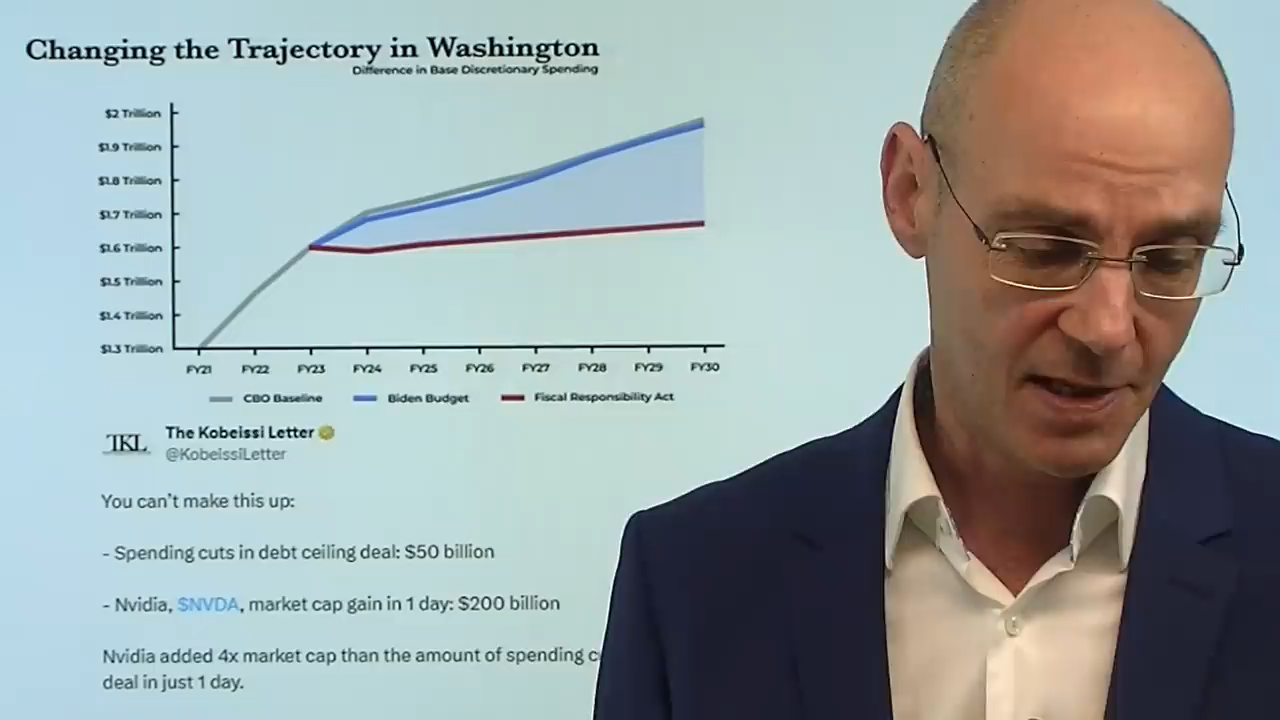 Changing the Trajectory in Washington
Difference in Base Discretionary Spending
$2 Trillion
$1.9 Trillion
$1.8 Trillion
$1.7 Trillion
$1.6 Trillion
$1.5 Trillion
$1.4 Trillion
$1.3 Trillion
FY21 FY22 FY23 FY24 FY25 FY26 FY27 FY28 FY29 FY30
CBO Baseline Biden Budget Fiscal Responsibility Act
TKL
The Kobeissi Letter
@KobeissiLetter
You can't make this up:
- Spending cuts in debt ceiling deal: $50 billion
- Nvidia, $NVDA, market cap gain in 1 day: $200 billion
Nvidia added 4x market cap than the amount of spending
deal in just 1 day.